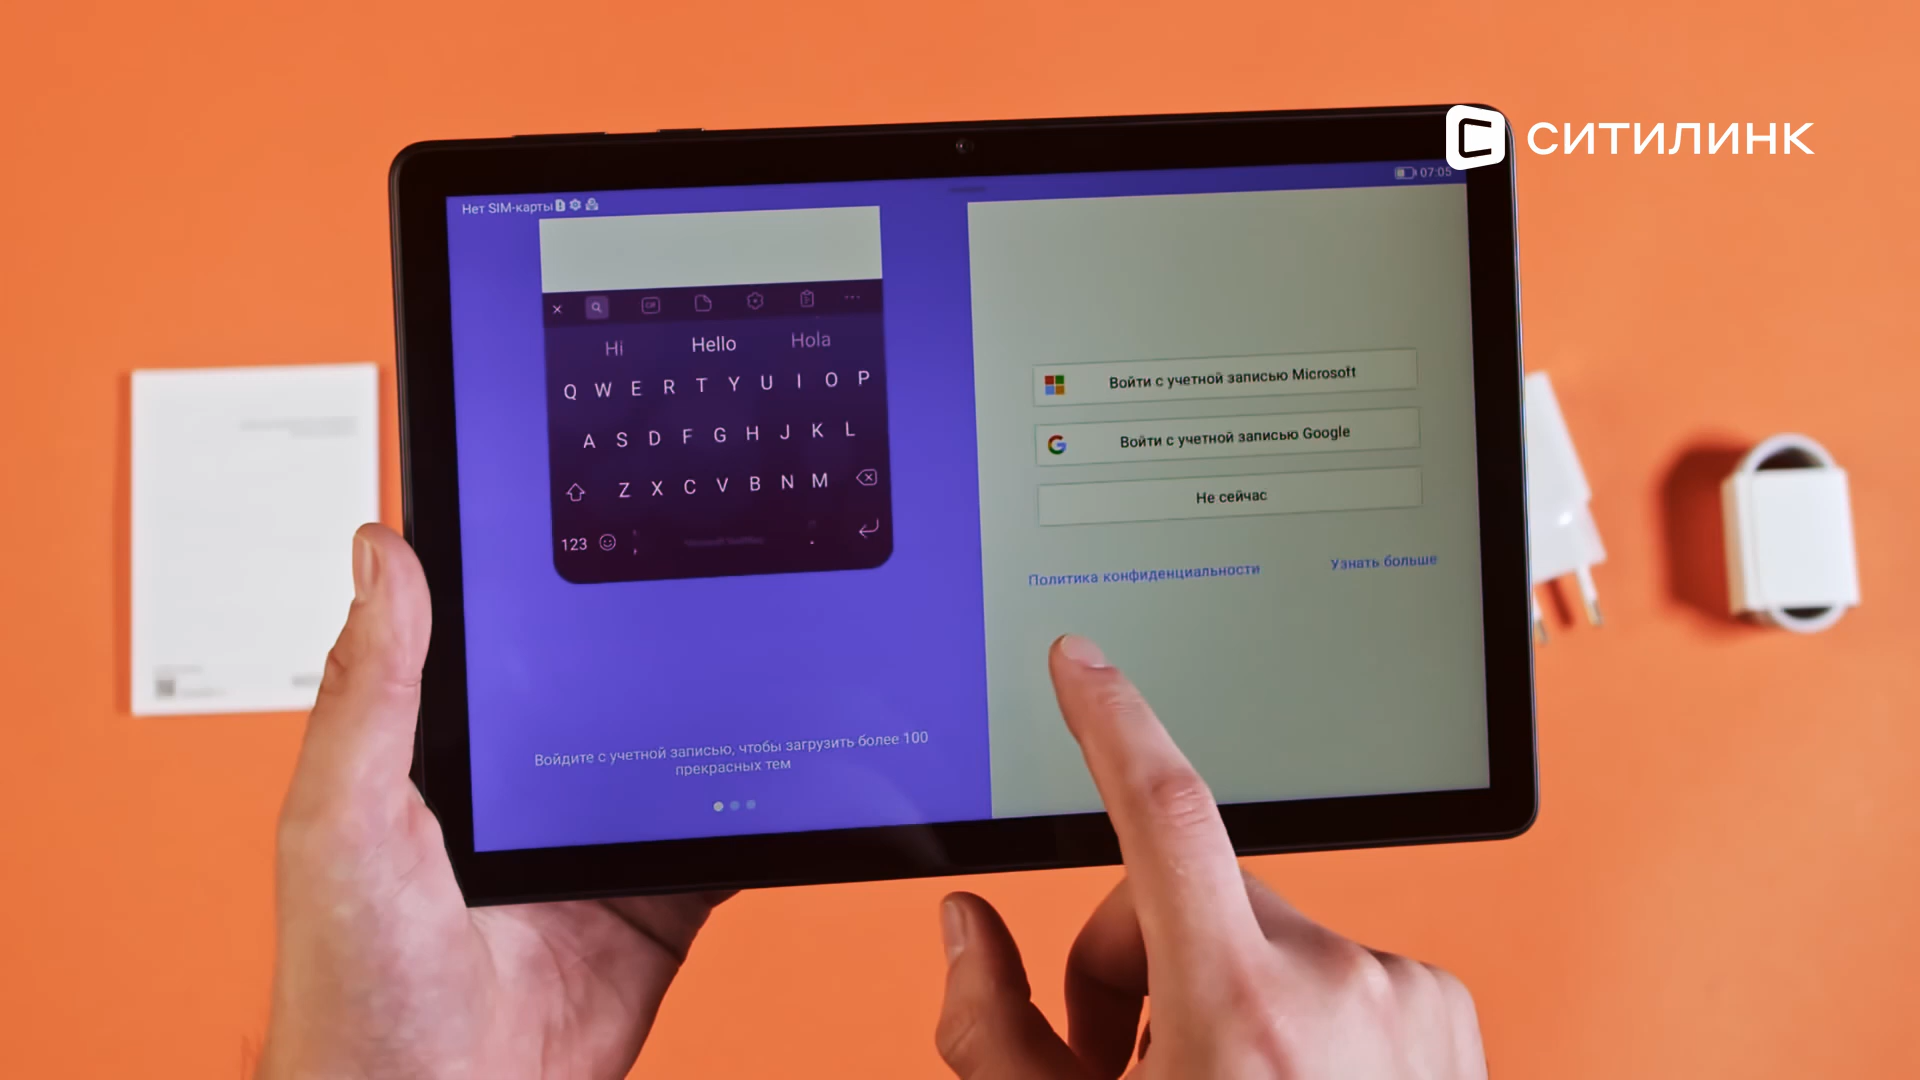 СИТИЛИНК
Нет SIM-карты
07:05
Hi Hello Hola
Q W E R T Y U I O P
A S D F G H J K L
Z X C V B N M
123
Войти с учетной записью Microsoft
Войти с учетной записью Google
Не сейчас
Политика конфиденциальности Узнать больше
Войдите с учетной записью, чтобы загрузить более 100
прекрасных тем